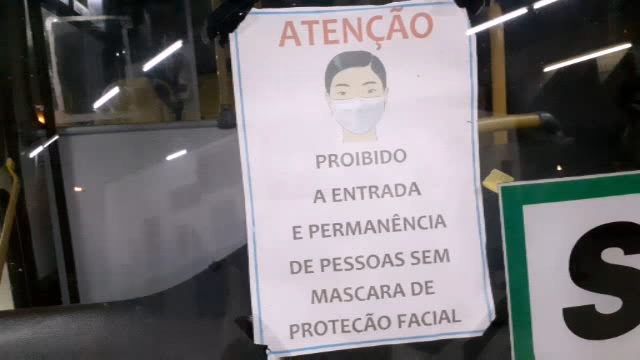 ATENÇÃO
PROIBIDO
A ENTRADA
E PERMANÊNCIA
DE PESSOAS SEM
MASCARA DE
PROTEÇÃO FACIAL
S